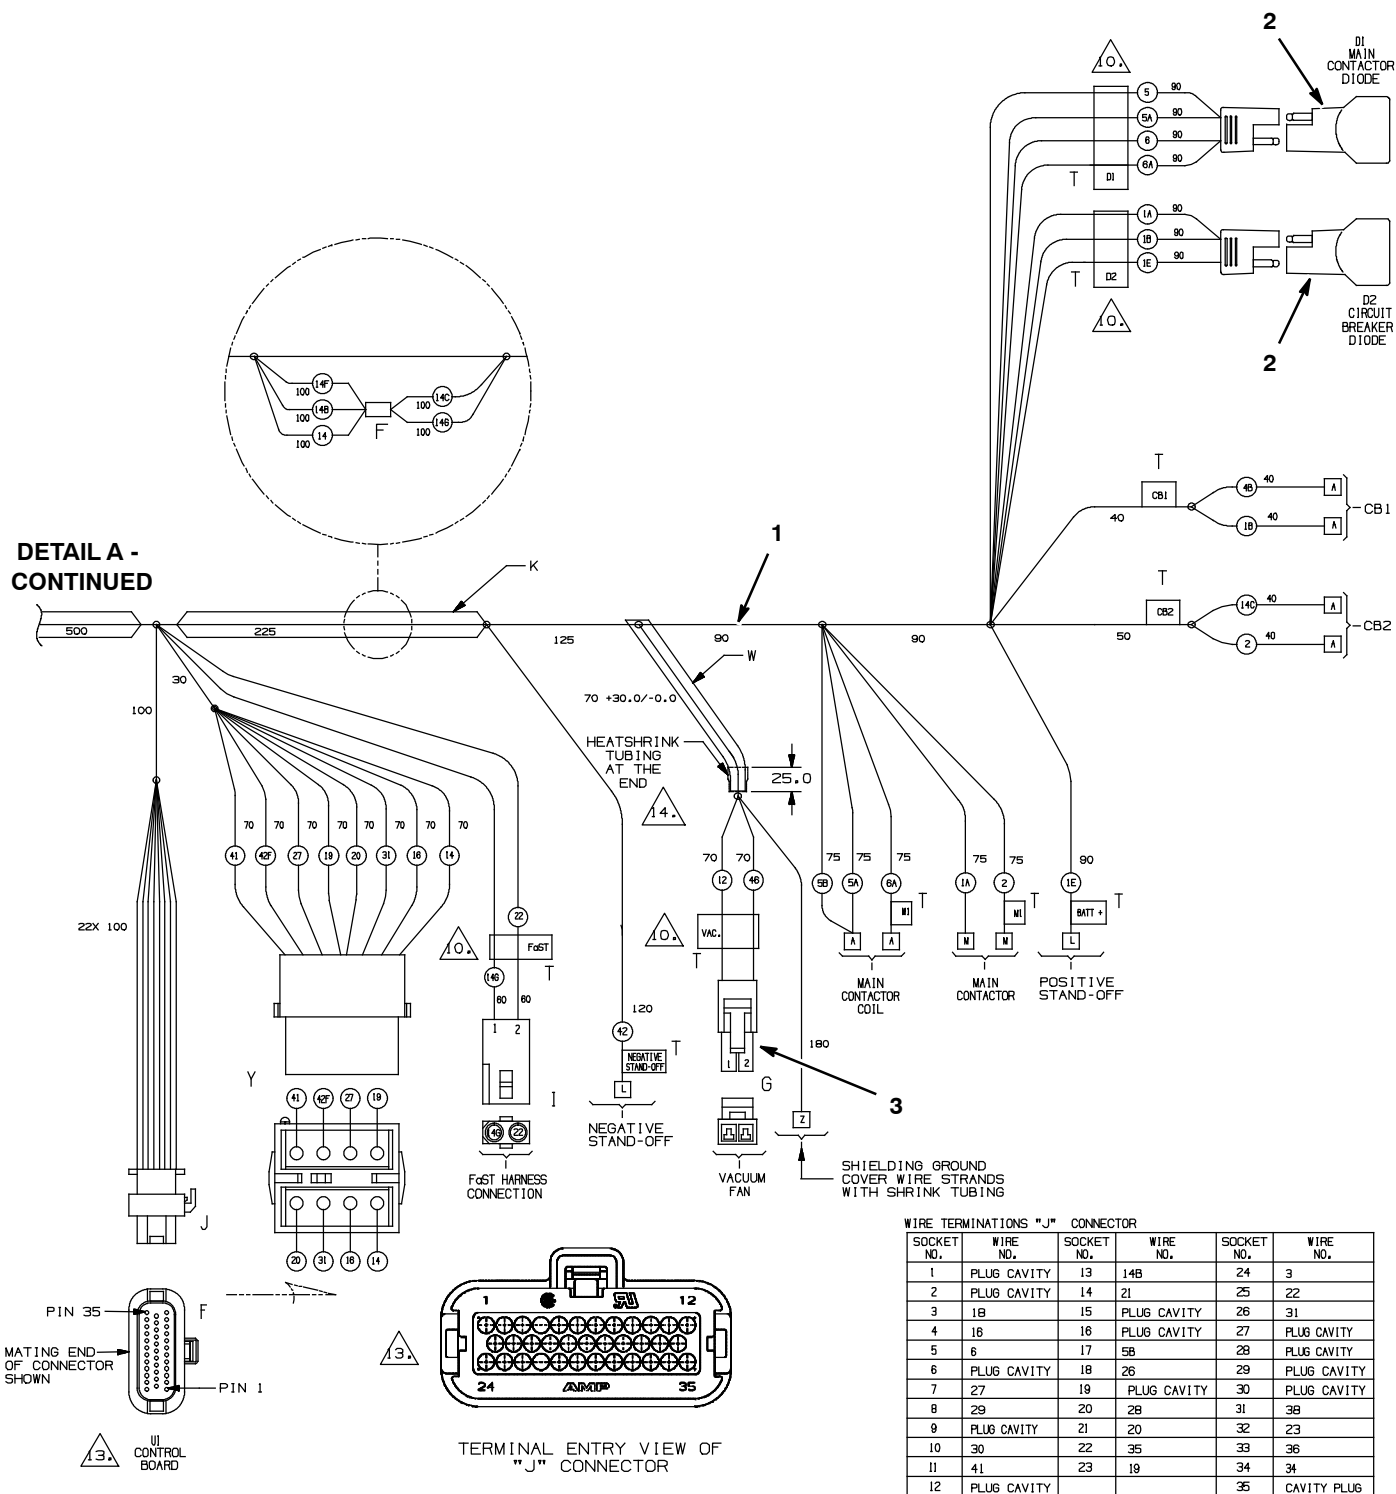 2
D1
MAIN
CONTACTOR
DIODE
10.
5 90
5A 90
6 90
6A 90
T D1
1A 90
1B 90
1E 90
T D2
10.
D2
CIRCUIT
BREAKER
DIODE
2
14F
100
14B
100
14
100
F
14C
100
14G
100
T
CB1
4B 40 A
1B 40 A
CB1
40
DETAIL A -
CONTINUED
K
1
T
CB2
14C 40 A
2 40 A
CB2
500
225
125
90
90
50
W
30
100
70 +30.0/-0.0
HEATSHRINK
TUBING
AT THE
END
25.0
14.
70 70 70 70 70 70 70 70
41 42F 27 19 20 31 16 14
70 70
12 46
75 75 75
5B 5A 6A
75 75
1A 2
90
1E
T
M1
T
M1
T
BATT +
A A
M M
L
MAIN
CONTACTOR
COIL
MAIN
CONTACTOR
POSITIVE
STAND-OFF
22X 100
10.
22
FaST
T
14G
60 60
1 2
I
14G 22
FaST HARNESS
CONNECTION
120
42
T
NEGATIVE
STAND-OFF
L
NEGATIVE
STAND-OFF
10.
VAC.
T
1 2
G
3
VACUUM
FAN
180
Z
SHIELDING GROUND
COVER WIRE STRANDS
WITH SHRINK TUBING
Y
41 42F 27 19
20 31 16 14
J
PIN 35
F
MATING END
OF CONNECTOR
SHOWN
PIN 1
13.
U1
CONTROL
BOARD
13.
1 12
24 AMP 35
TERMINAL ENTRY VIEW OF
"J" CONNECTOR
WIRE TERMINATIONS "J" CONNECTOR
SOCKET NO. WIRE NO. SOCKET NO. WIRE NO. SOCKET NO. WIRE NO.
1 PLUG CAVITY 13 14B 24 3
2 PLUG CAVITY 14 21 25 22
3 1B 15 PLUG CAVITY 26 31
4 16 16 PLUG CAVITY 27 PLUG CAVITY
5 6 17 5B 28 PLUG CAVITY
6 PLUG CAVITY 18 26 29 PLUG CAVITY
7 27 19 PLUG CAVITY 30 PLUG CAVITY
8 29 20 28 31 38
9 PLUG CAVITY 21 20 32 23
10 30 22 35 33 36
11 41 23 19 34 34
12 PLUG CAVITY 35 CAVITY PLUG